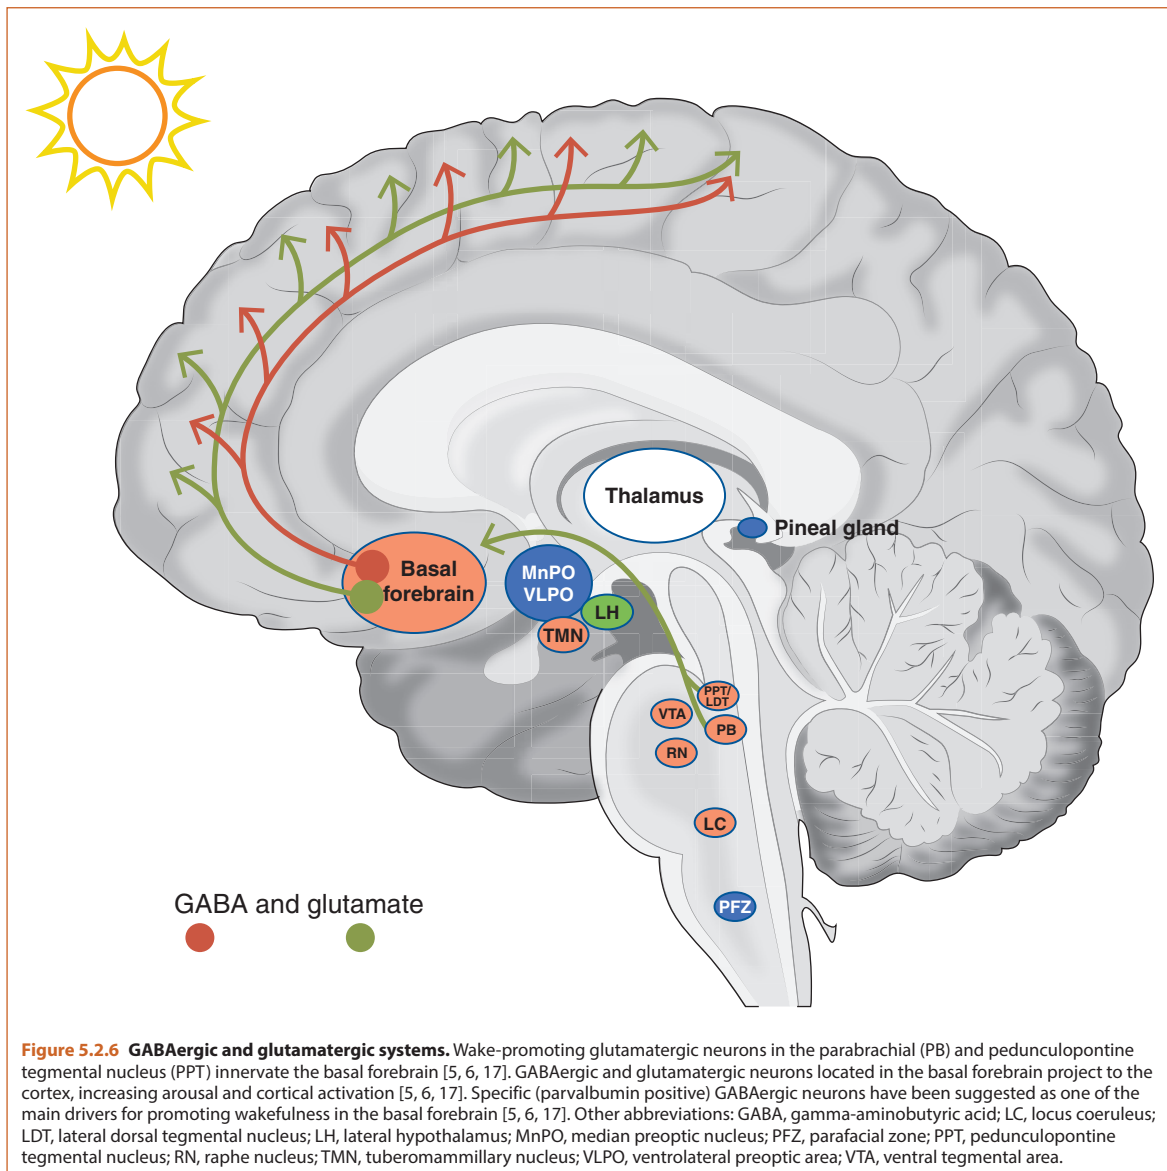 Thalamus
Pineal gland
Basal
forebrain
MnPO
VLPO
LH
TMN
PPT/
LDT
VTA
PB
RN
LC
PFZ
GABA and glutamate
Figure 5.2.6 GABAergic and glutamatergic systems. Wake-promoting glutamatergic neurons in the parabrachial (PB) and pedunculopontine
tegmental nucleus (PPT) innervate the basal forebrain [5, 6, 17]. GABAergic and glutamatergic neurons located in the basal forebrain project to the
cortex, increasing arousal and cortical activation [5, 6, 17]. Specific (parvalbumin positive) GABAergic neurons have been suggested as one of the
main drivers for promoting wakefulness in the basal forebrain [5, 6, 17]. Other abbreviations: GABA, gamma-aminobutyric acid; LC, locus coeruleus;
LDT, lateral dorsal tegmental nucleus; LH, lateral hypothalamus; MnPO, median preoptic nucleus; PFZ, parafacial zone; PPT, pedunculopontine
tegmental nucleus; RN, raphe nucleus; TMN, tuberomammillary nucleus; VLPO, ventrolateral preoptic area; VTA, ventral tegmental area.